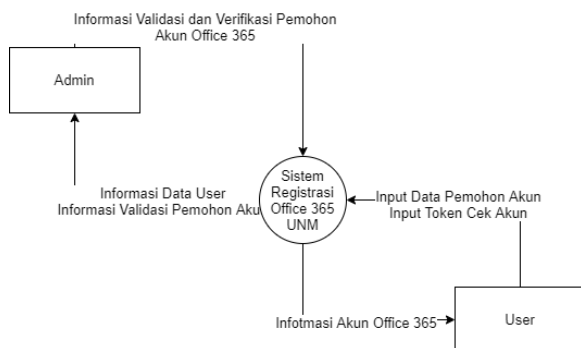 Informasi Validasi dan Verifikasi Pemohon
Akun Office 365
Admin
Sistem
Registrasi
Office 365
UNM
Informasi Data User
Informasi Validasi Pemohon Aku
Input Data Pemohon Akun
Input Token Cek Akun
Infotmasi Akun Office 365
User